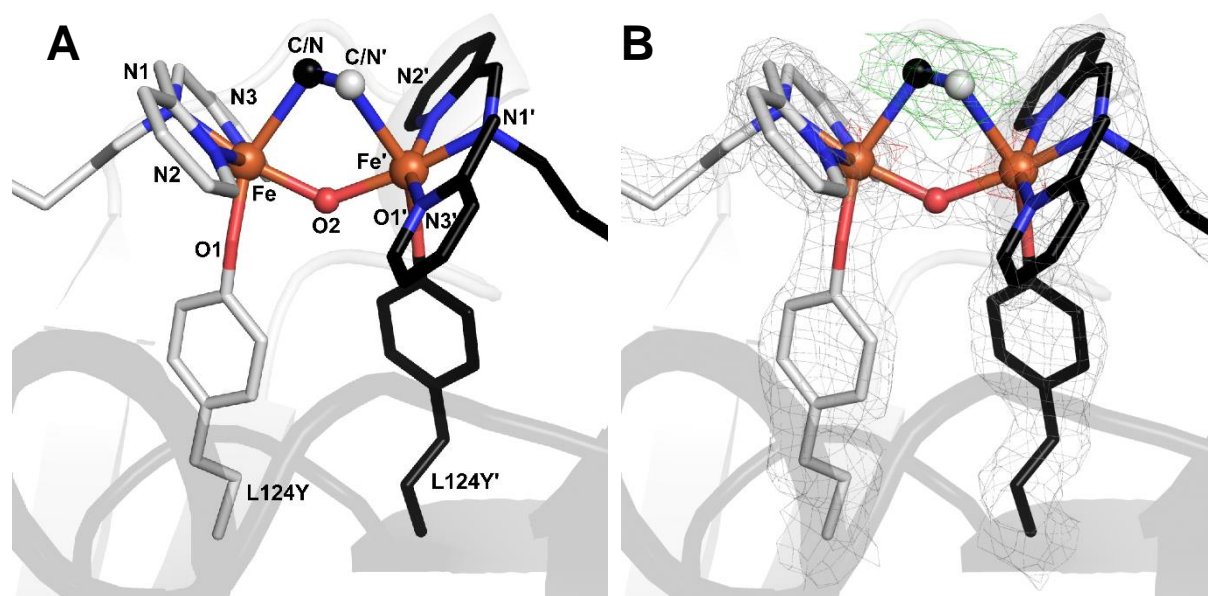 A
B
C/N
C/N'
N1
N2'
N3
N1'
Fe'
N2
Fe
O1' N3'
O2
O1
L124Y
L124Y'